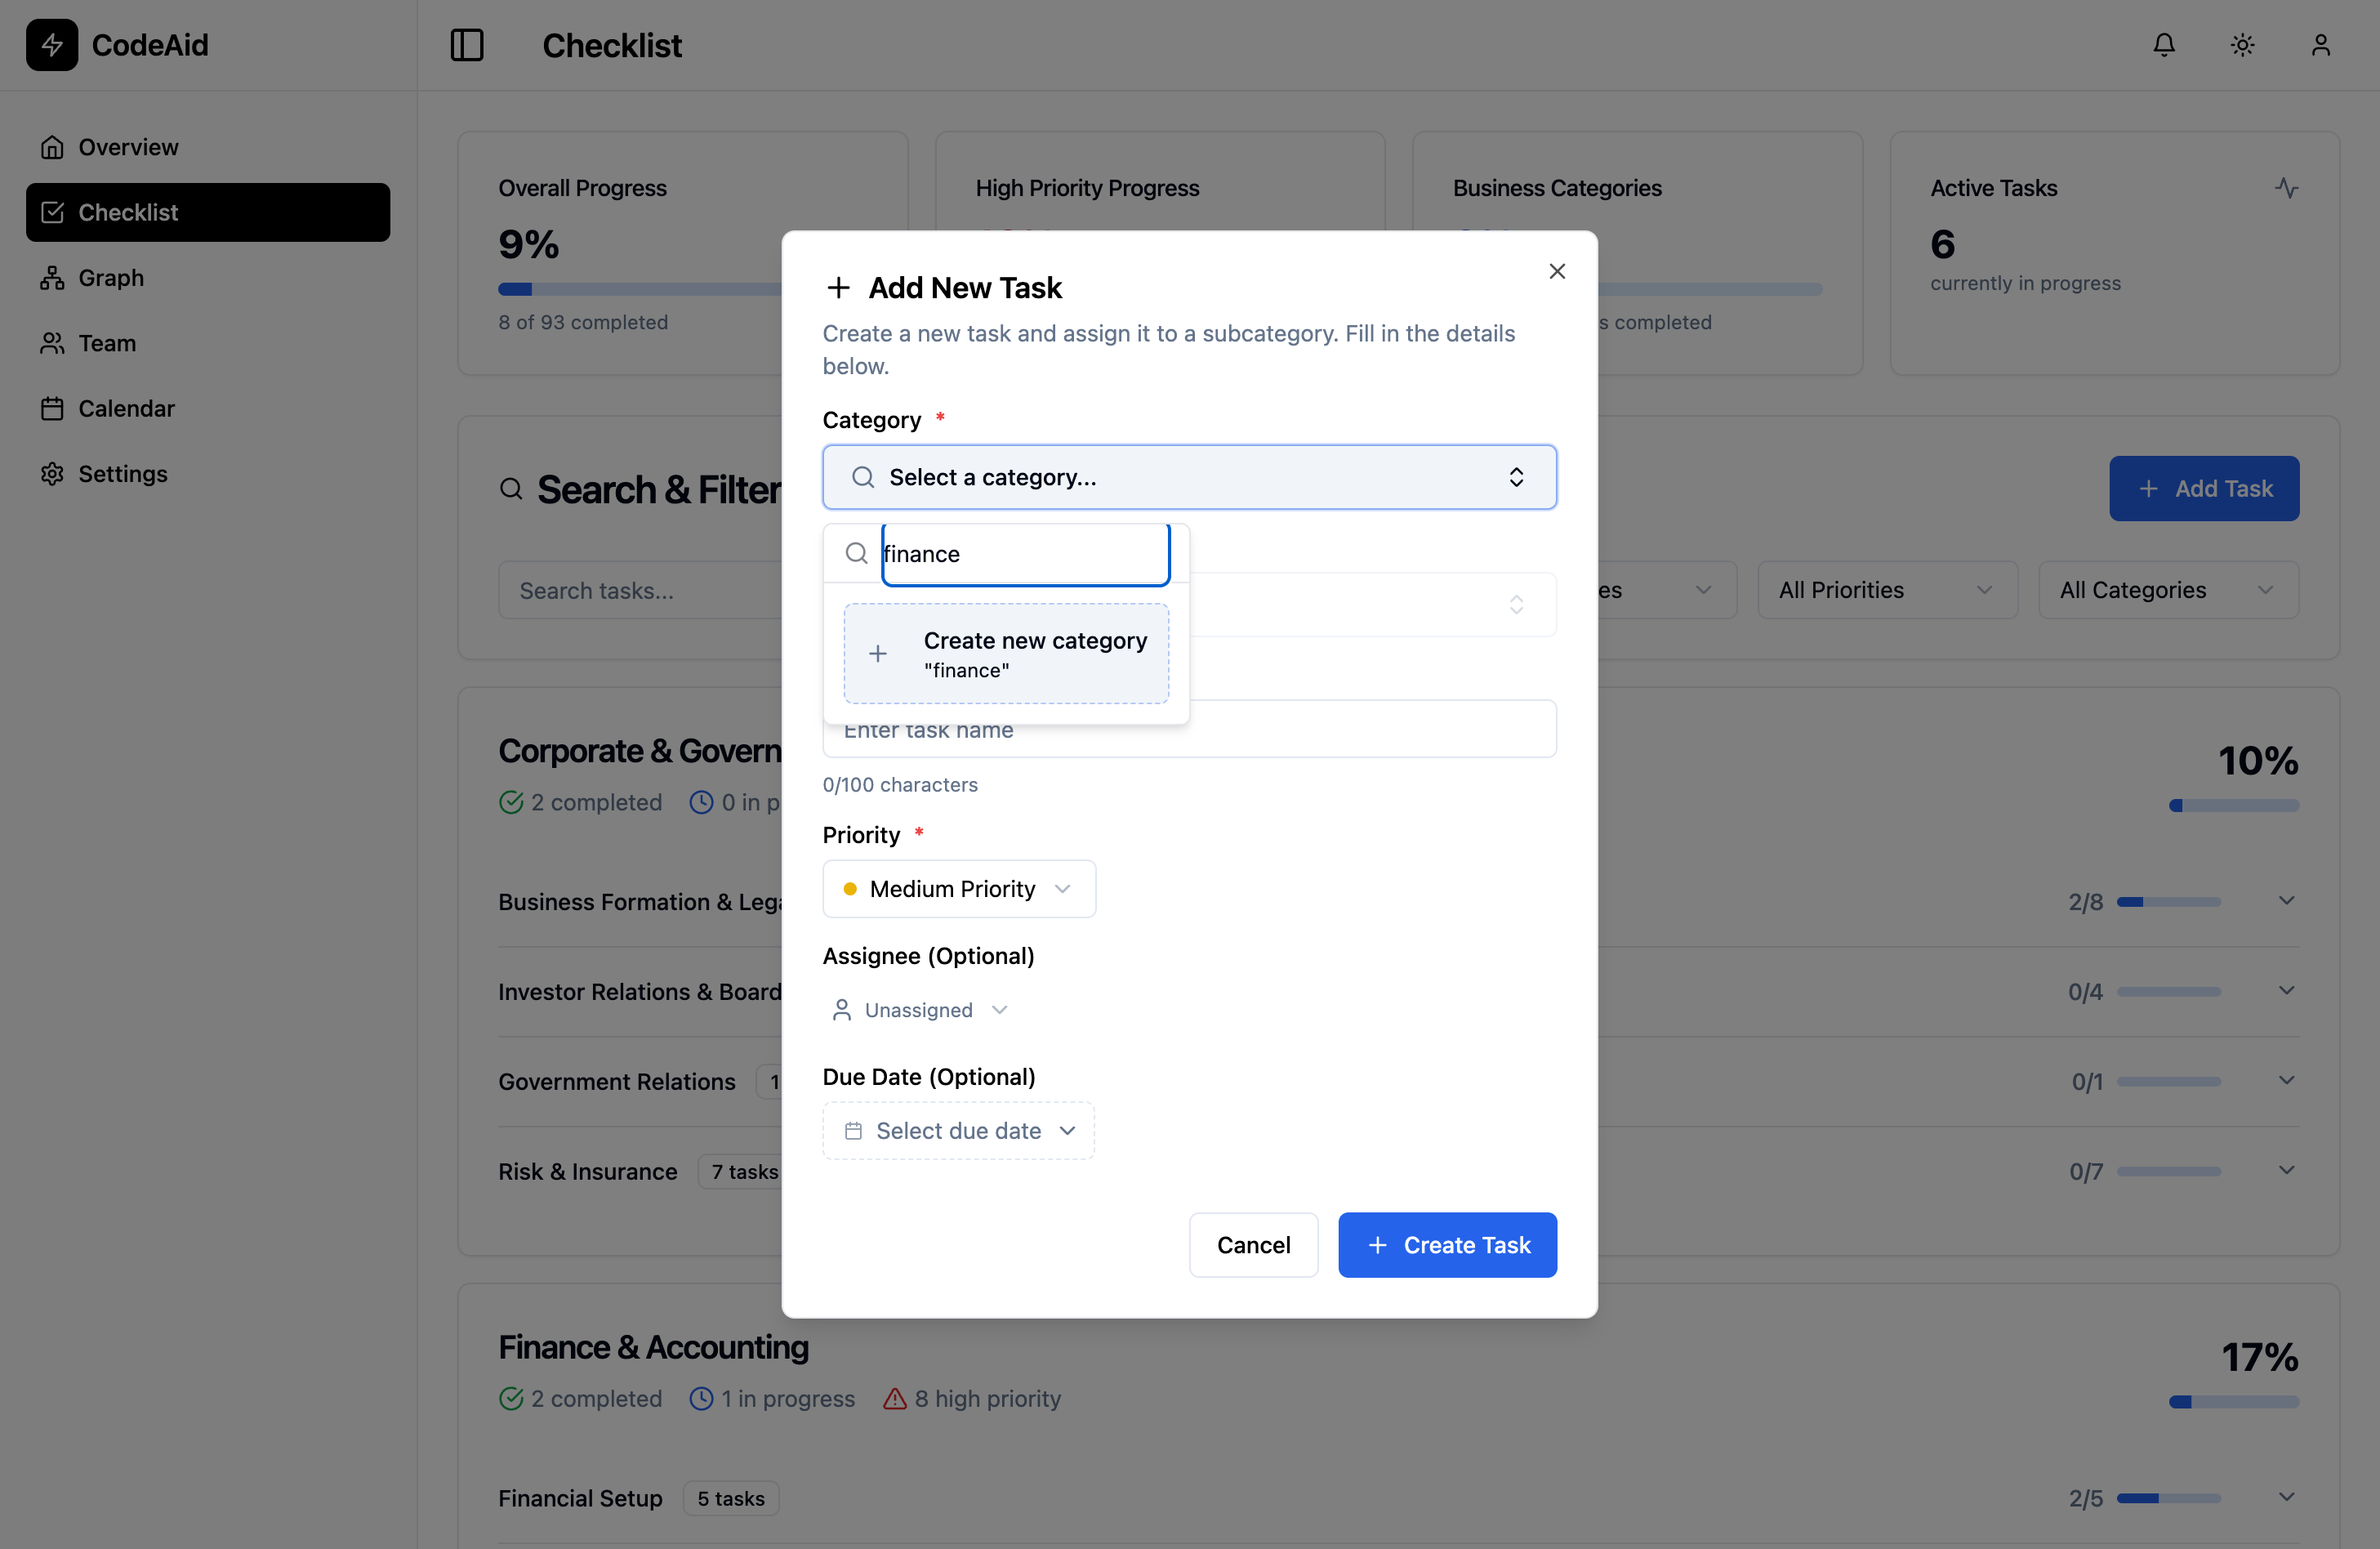 CodeAid
Checklist
Overview
Checklist
Graph
Team
Calendar
Settings
Overall Progress
9%
8 of 93 completed
High Priority Progress
Business Categories
completed
Active Tasks
6
currently in progress
Search & Filter
Add Task
Search tasks...
es
All Priorities
All Categories
Add New Task
Create a new task and assign it to a subcategory. Fill in the details
below.
Category *
Select a category...
finance
Create new category
"finance"
Enter task name
0/100 characters
Priority *
Medium Priority
Assignee (Optional)
Unassigned
Due Date (Optional)
Select due date
Cancel
Create Task
Corporate & Govern
10%
2 completed 0 in p
Business Formation & Lega
2/8
Investor Relations & Board
0/4
Government Relations 1
0/1
Risk & Insurance 7 tasks
0/7
Finance & Accounting
17%
2 completed 1 in progress 8 high priority
Financial Setup 5 tasks
2/5